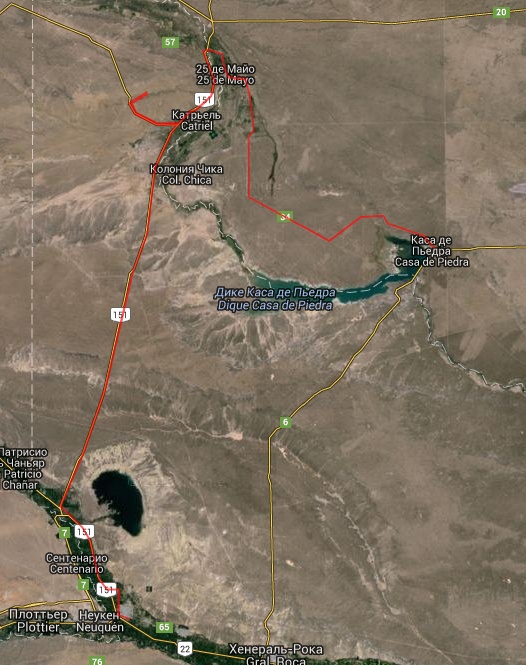 20
57
25 де Майо
25 de Mayo
151
Катрьель
Catriel
Колония Чика
Col. Chica
34
Каса де
Пьедра
Casa de Piedra
Дике Каса де Пьедра
Dique Casa de Piedra
151
6
Патрисио
ь Чаньяр
Patricio
Chañar
151
7
Сентенарио
Centenario
7
151
Плоттьер
Plottier
Неукен
Neuquén
65
22
Хенераль-Рока
Gral. Roca
76